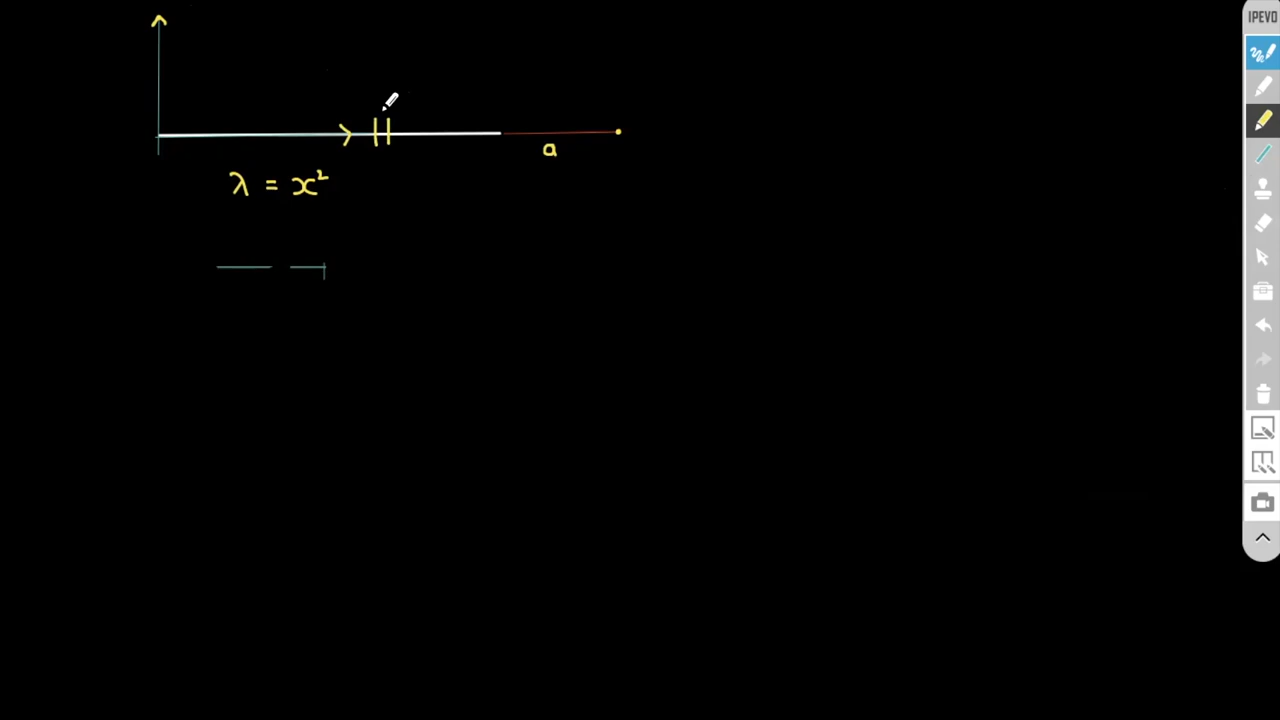 IPEVO
a
λ = x²